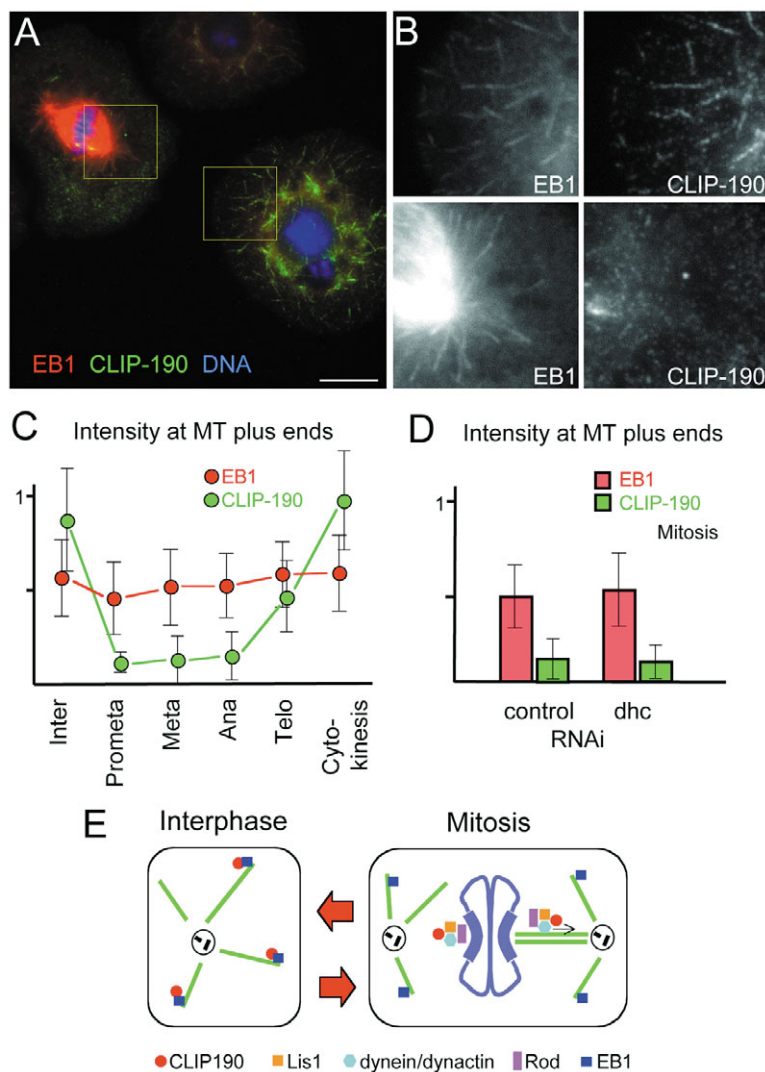 A
EB1 CLIP-190 DNA
B
EB1
CLIP-190
EB1
CLIP-190
C
Intensity at MT plus ends
1
EB1
CLIP-190
Inter
Prometa
Meta
Ana
Telo
Cyto-
kinesis
D
Intensity at MT plus ends
1
EB1
CLIP-190
Mitosis
control dhc
RNAi
E
Interphase
Mitosis
CLIP190 Lis1 dynein/dynactin Rod EB1